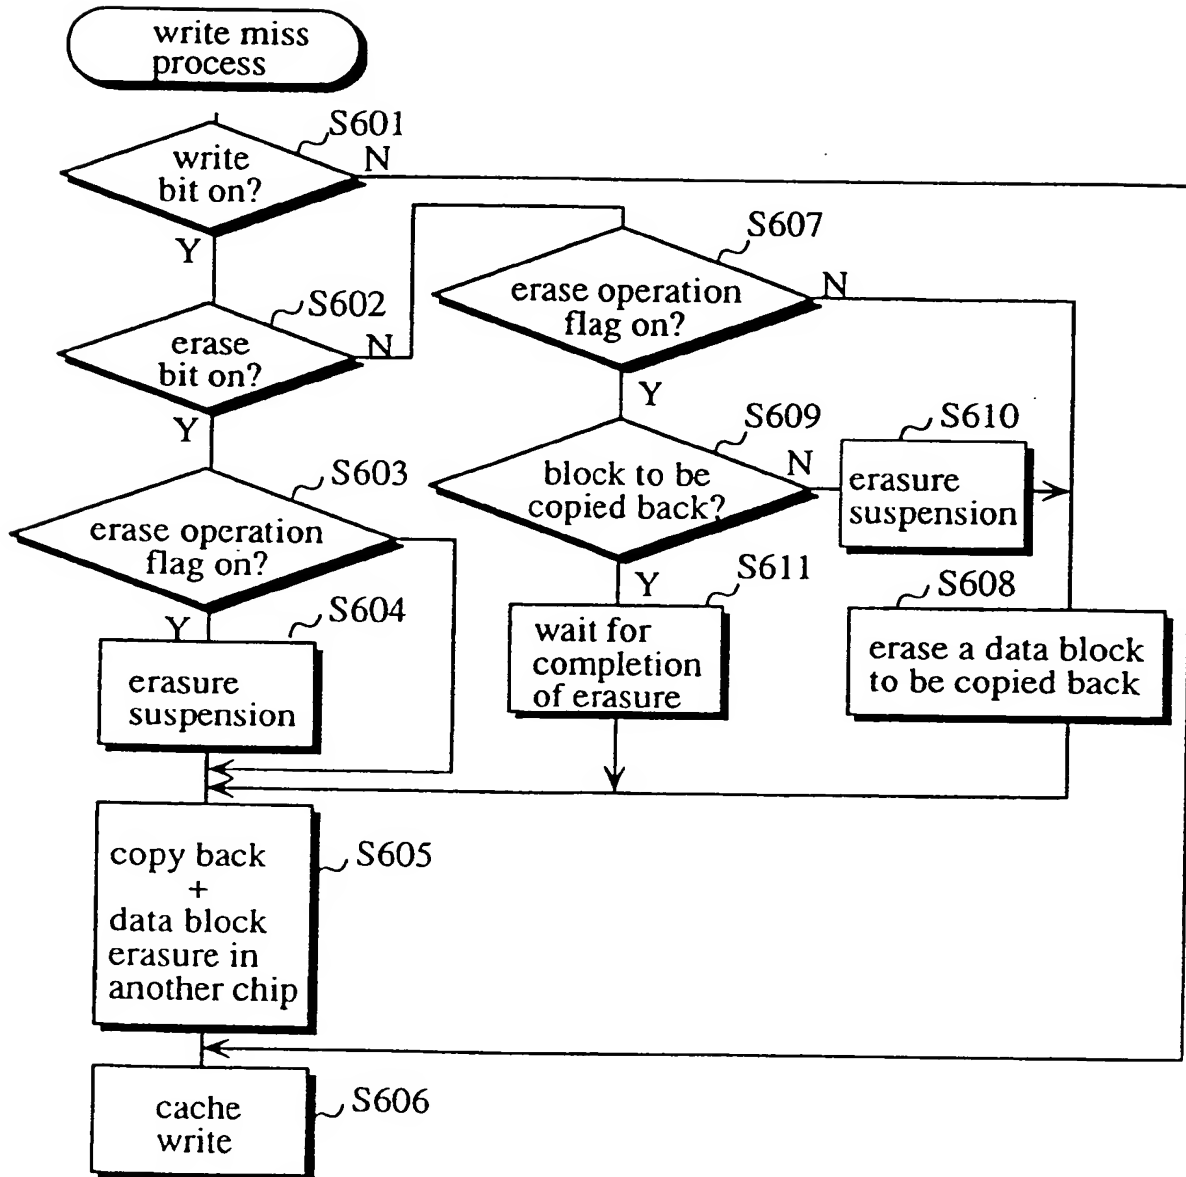 write miss
process
S601
write
bit on?
N
Y
S602
erase
bit on?
N
Y
S603
erase operation
flag on?
Y
S604
erasure
suspension
S607
erase operation
flag on?
N
Y
S609
block to be
copied back?
N
S610
erasure
suspension
Y
S611
wait for
completion
of erasure
S608
erase a data block
to be copied back
copy back
+
data block
erasure in
another chip
S605
cache
write
S606